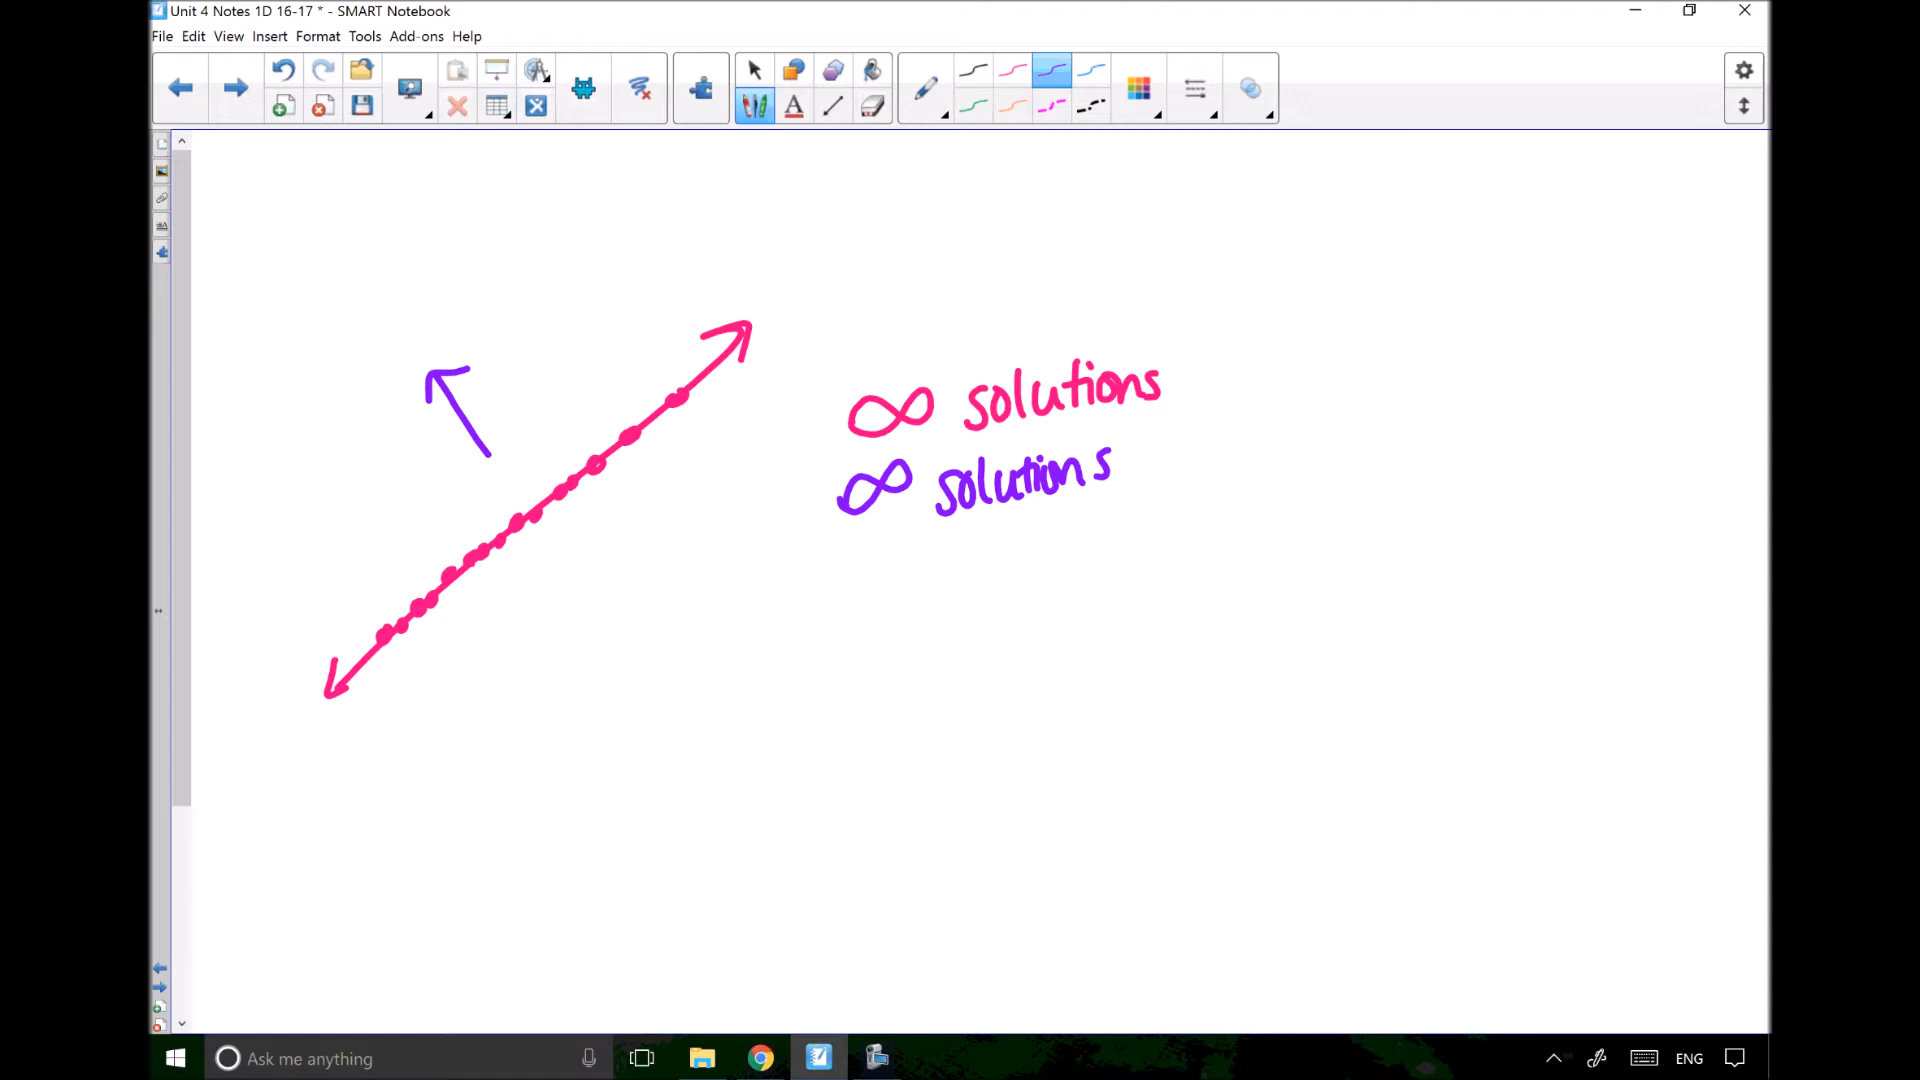 Unit 4 Notes 1D 16-17 * - SMART Notebook
File Edit View Insert Format Tools Add-ons Help
∞ solutions
∞ solutions
Ask me anything
ENG